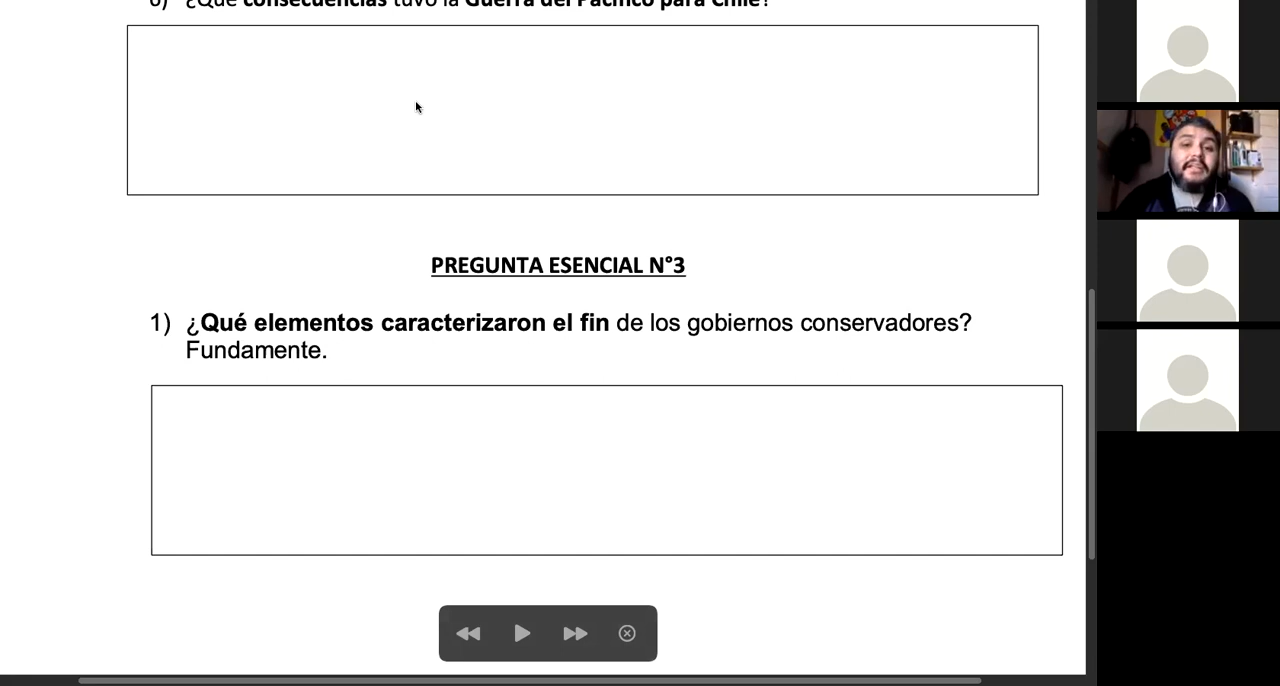 6) ¿Qué consecuencias tuvo la Guerra del Pacífico para Chile?
PREGUNTA ESENCIAL N°3
1) ¿Qué elementos caracterizaron el fin de los gobiernos conservadores?
Fundamente.